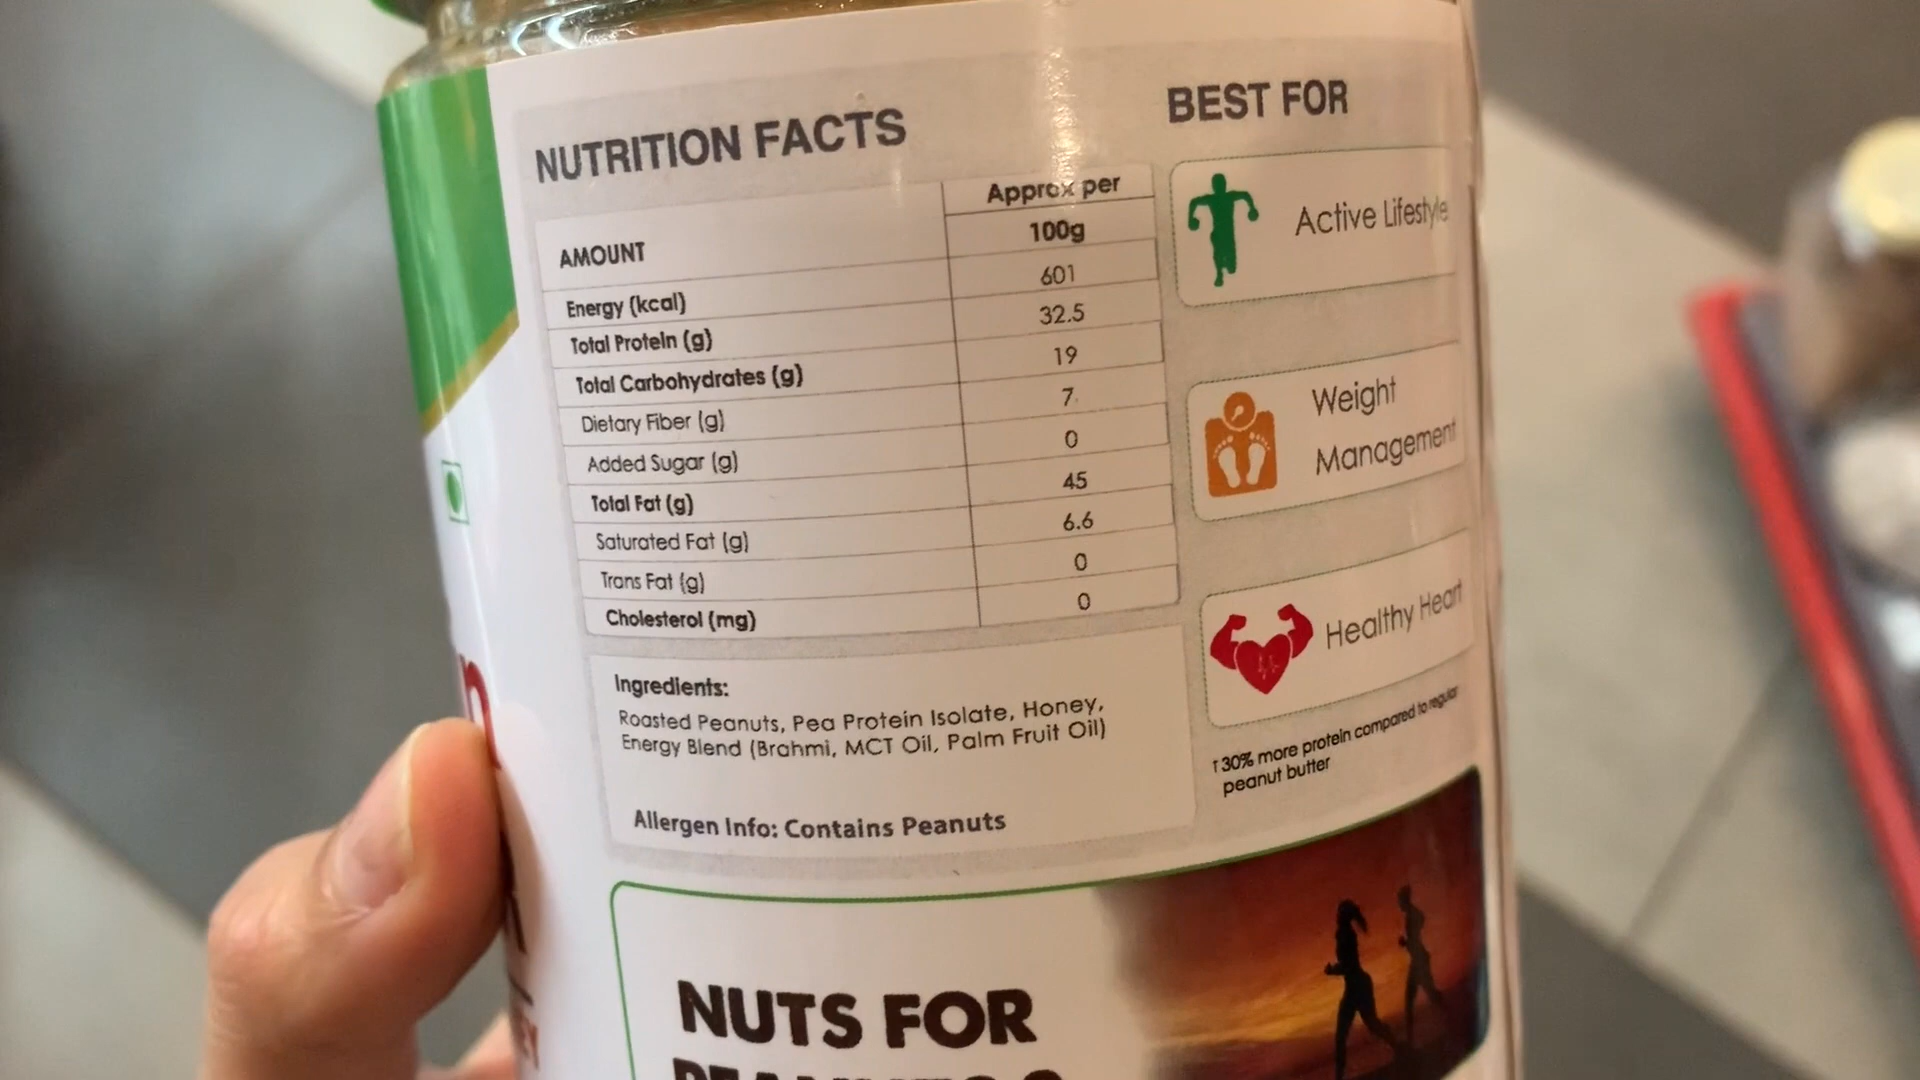 NUTRITION FACTS
AMOUNT Approx per 100g
Energy (kcal) 601
Total Protein (g) 32.5
Total Carbohydrates (g) 19
Dietary Fiber (g) 7
Added Sugar (g) 0
Total Fat (g) 45
Saturated Fat (g) 6.6
Trans Fat (g) 0
Cholesterol (mg) 0
Ingredients:
Roasted Peanuts, Pea Protein Isolate, Honey,
Energy Blend (Brahmi, MCT Oil, Palm Fruit Oil)
Allergen Info: Contains Peanuts
BEST FOR
Active Lifestyle
Weight
Management
Healthy Heart
↑30% more protein compared to regular
peanut butter
NUTS FOR